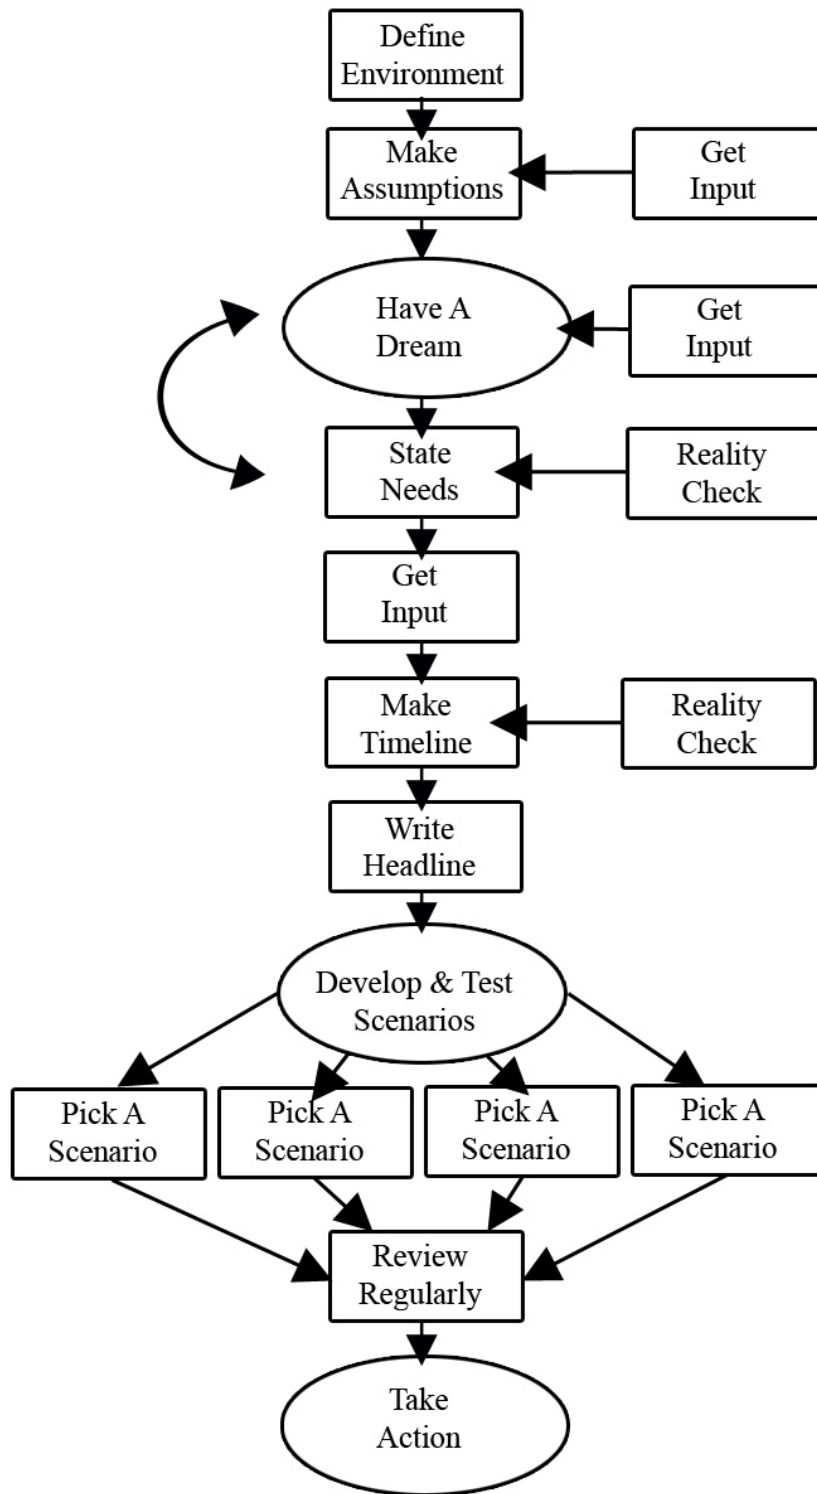 Define
Environment
Make
Assumptions
Get
Input
Have A
Dream
Get
Input
State
Needs
Reality
Check
Get
Input
Make
Timeline
Reality
Check
Write
Headline
Develop & Test
Scenarios
Pick A
Scenario
Pick A
Scenario
Pick A
Scenario
Pick A
Scenario
Review
Regularly
Take
Action